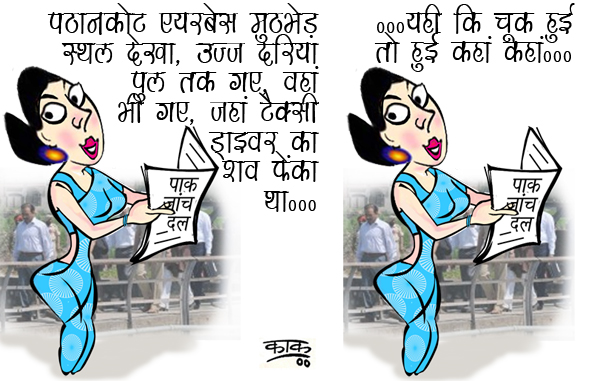 पठानकोट एयरबेस मुठभेड़
स्थल देखा, उज्ज दरिया
पुल तक गए, वहां
भी गए, जहां टैक्सी
ड्राइवर का
शव फेंका
था...
पाक
जांच
दल
काक
...यही कि चूक हुई
तो हुई कहां कहां...
पाक
जांच
दल